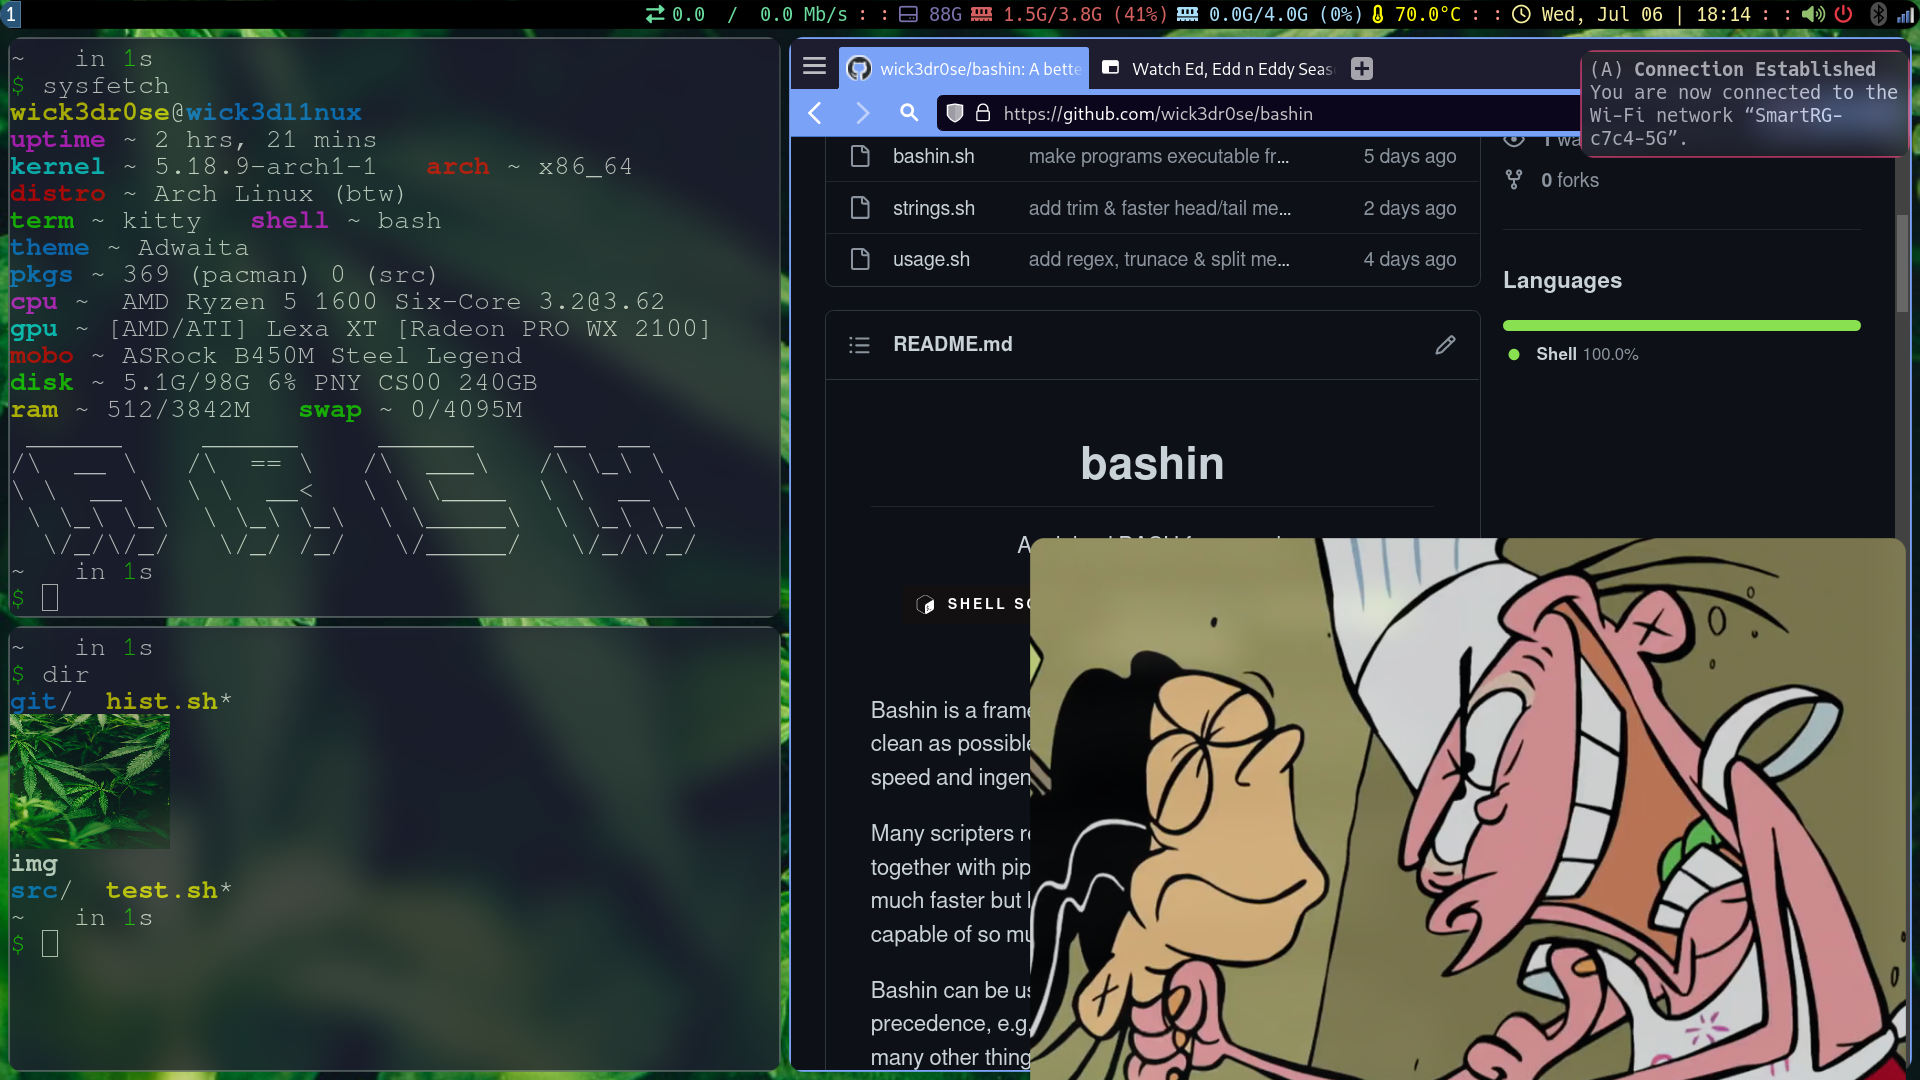 1
0.0 / 0.0 Mb/s : : 88G 1.5G/3.8G (41%) 0.0G/4.0G (0%) 70.0°C : : Wed, Jul 06 | 18:14 : :
~ in 1s
$ sysfetch
wick3dr0se@wick3dl1nux
uptime ~ 2 hrs, 21 mins
kernel ~ 5.18.9-arch1-1 arch ~ x86_64
distro ~ Arch Linux (btw)
term ~ kitty shell ~ bash
theme ~ Adwaita
pkgs ~ 369 (pacman) 0 (src)
cpu ~ AMD Ryzen 5 1600 Six-Core 3.2@3.62
gpu ~ [AMD/ATI] Lexa XT [Radeon PRO WX 2100]
mobo ~ ASRock B450M Steel Legend
disk ~ 5.1G/98G 6% PNY CS00 240GB
ram ~ 512/3842M swap ~ 0/4095M
ARCH
~ in 1s
$
~ in 1s
$ dir
git/ hist.sh*
img
src/ test.sh*
~ in 1s
$
wick3dr0se/bashin: A bette
Watch Ed, Edd n Eddy Seas
https://github.com/wick3dr0se/bashin
(A) Connection Established
You are now connected to the
Wi-Fi network “SmartRG-
c7c4-5G”.
bashin.sh make programs executable fr... 5 days ago
strings.sh add trim & faster head/tail me... 2 days ago
usage.sh add regex, trunace & split me... 4 days ago
1 wa
0 forks
Languages
Shell 100.0%
README.md
bashin
SHELL SC
Bashin is a frame
clean as possible
speed and ingen
Many scripters re
together with pip
much faster but
capable of so mu
Bashin can be us
precedence, e.g.
many other thing